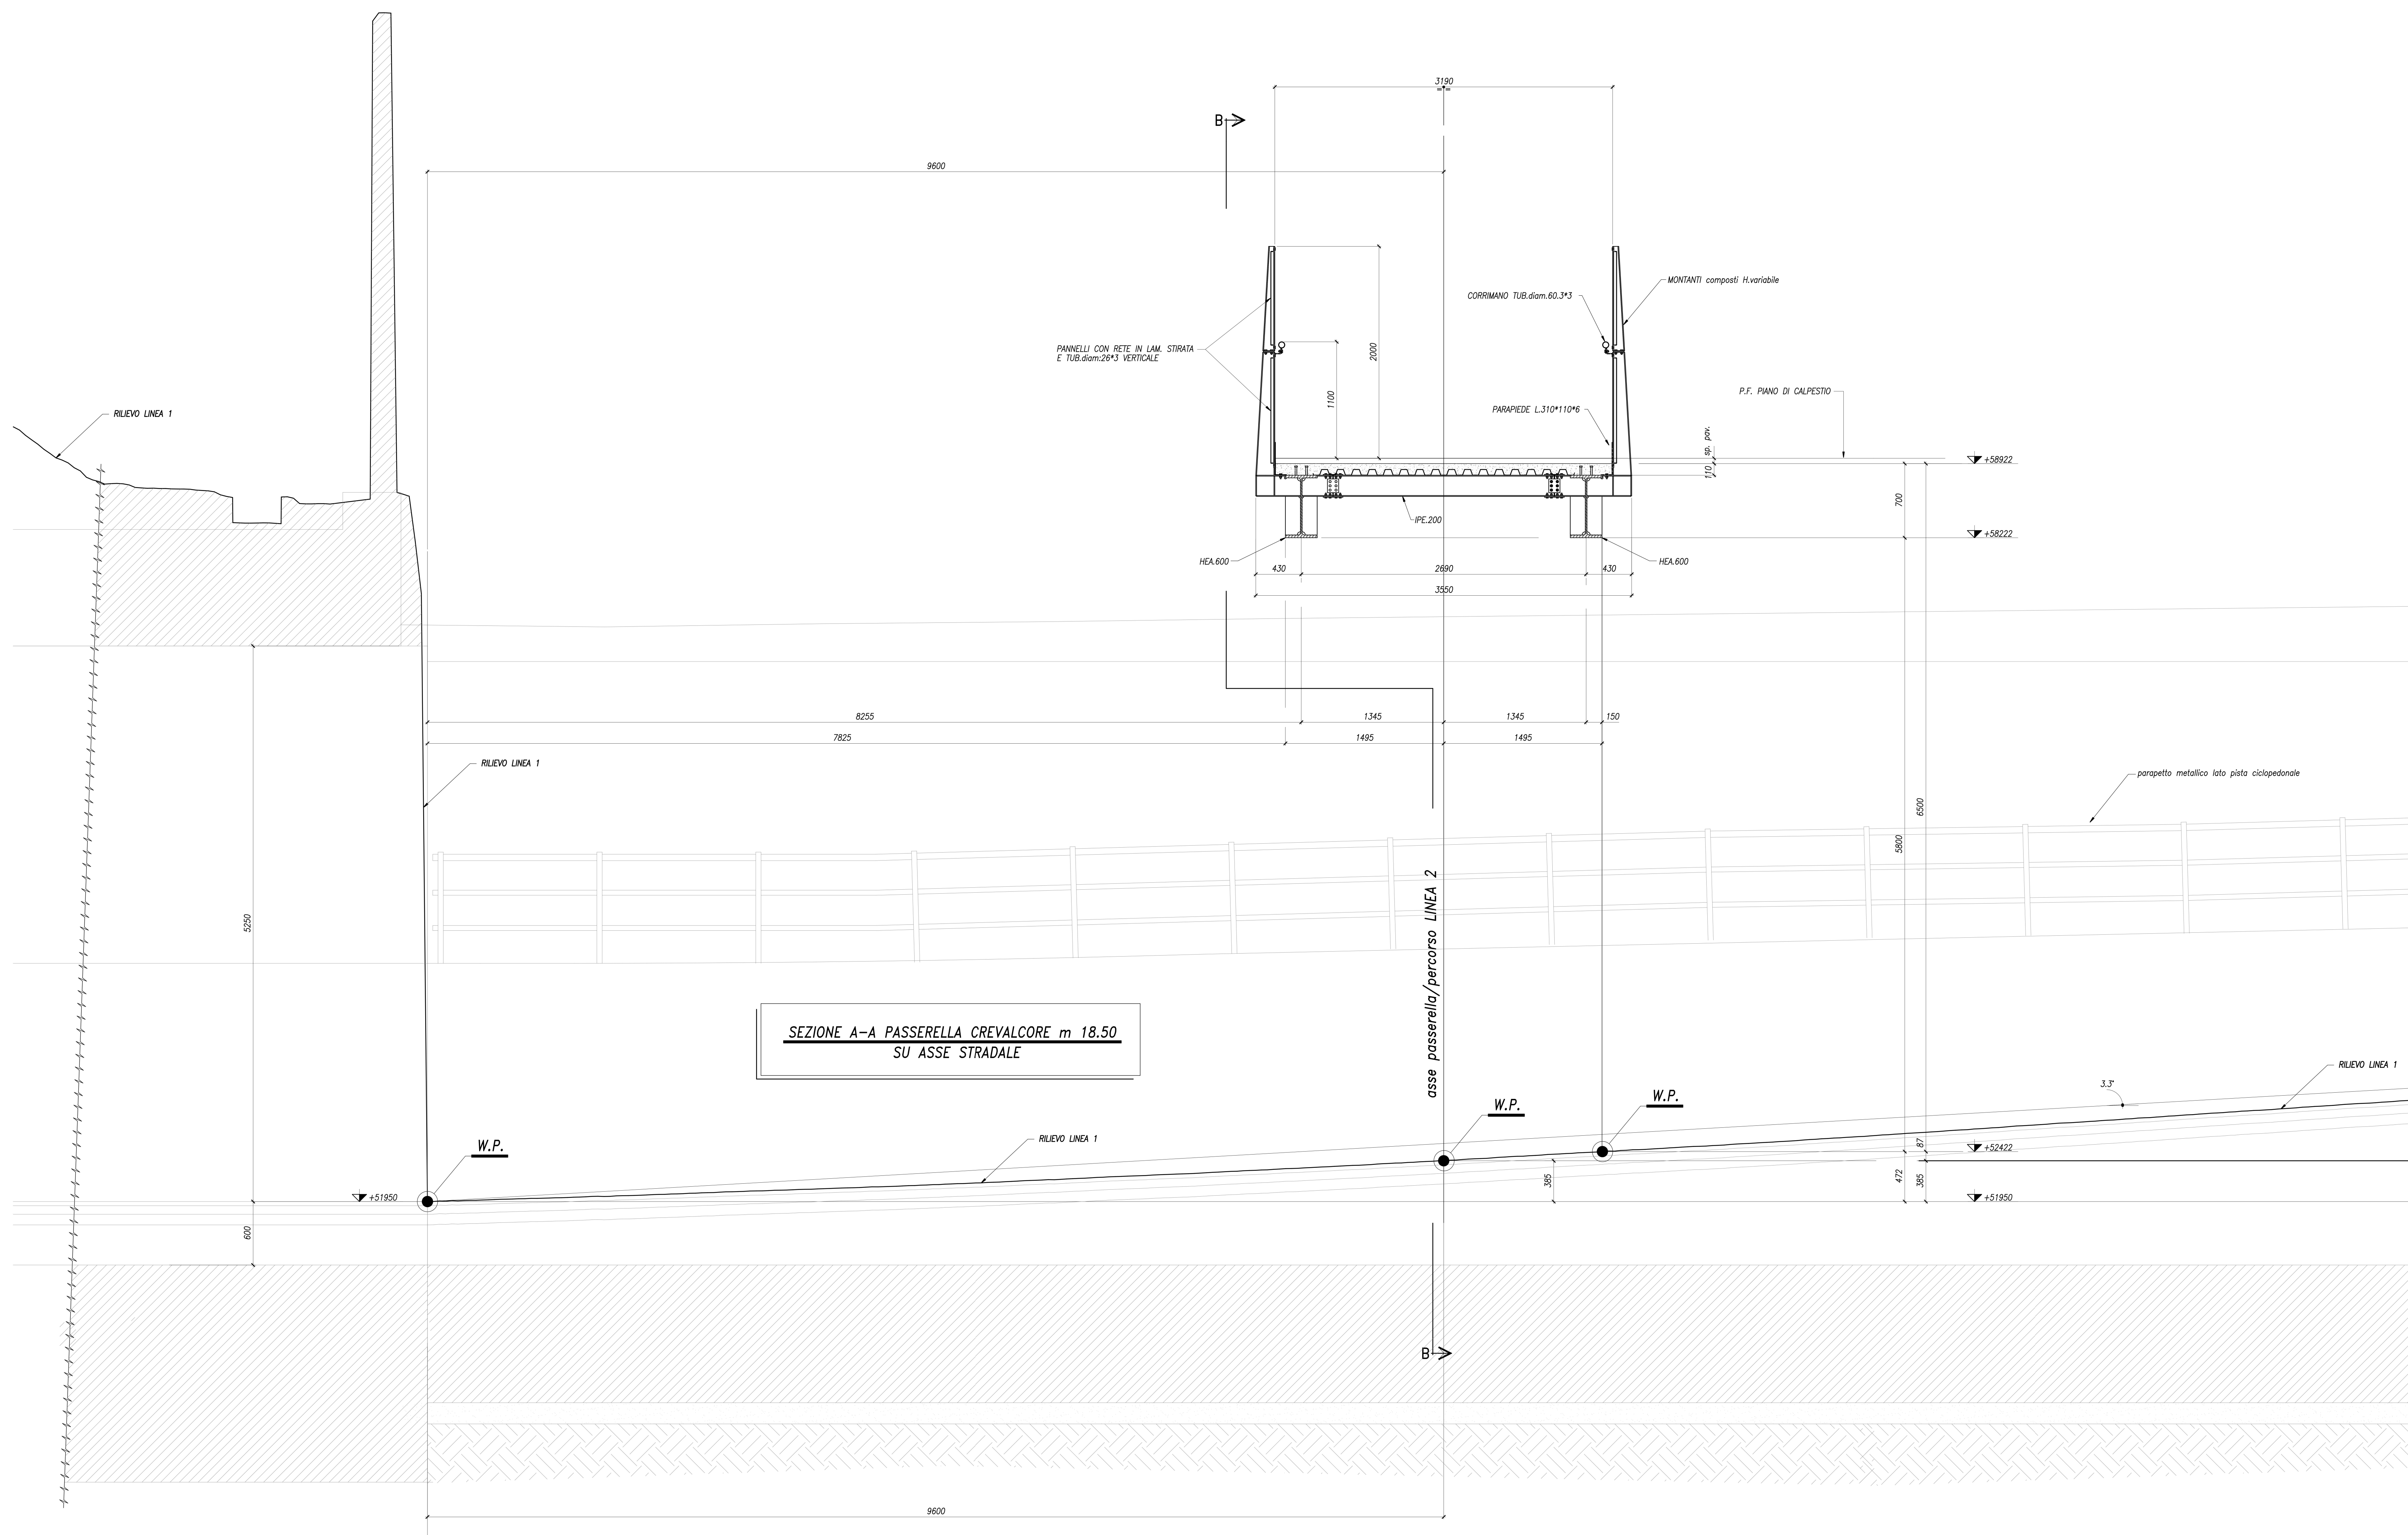 3190
B
9600
MONTANTI composti H.variabile
CORRIMANO TUB.diam.60.3*3
PANNELLI CON RETE IN LAM. STIRATA
E TUB.diam:26*3 VERTICALE
2000
1100
P.F. PIANO DI CALPESTIO
PARAPIEDE L.310*110*6
RILIEVO LINEA 1
sp. pav.
110
+58922
700
IPE.200
+58222
HEA.600
HEA.600
430
2690
430
3550
8255
1345
1345
150
7825
1495
1495
RILIEVO LINEA 1
parapetto metallico lato pista ciclopedonale
6500
5800
5250
asse passerella/percorso LINEA 2
SEZIONE A-A PASSERELLA CREVALCORE m 18.50
SU ASSE STRADALE
RILIEVO LINEA 1
3.3°
W.P.
W.P.
W.P.
RILIEVO LINEA 1
87
+52422
385
472
385
+51950
+51950
600
B
9600